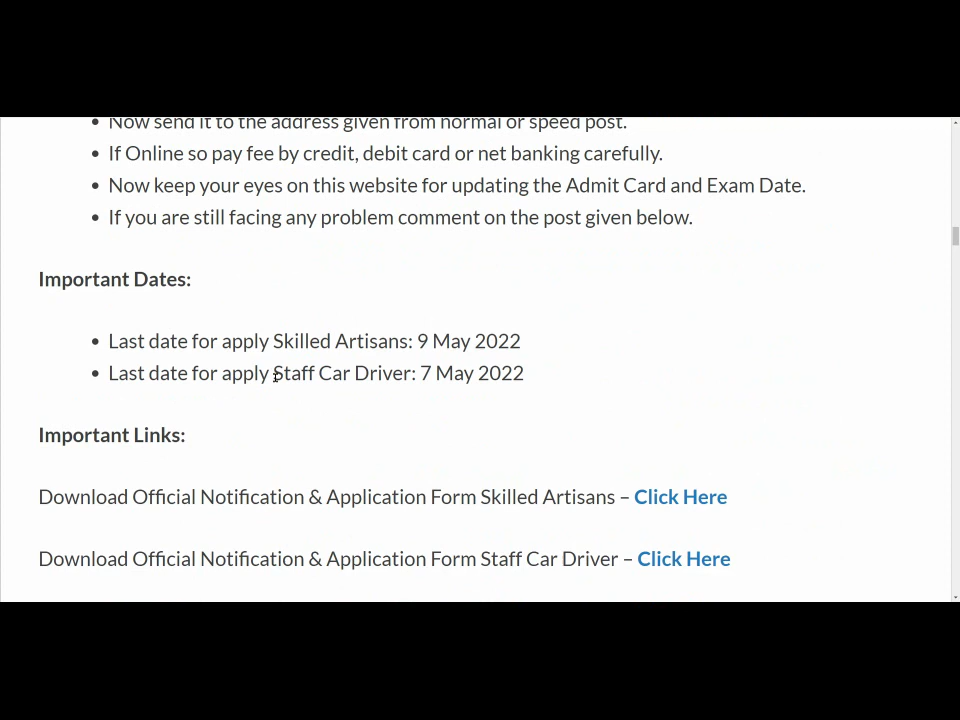 • Now send it to the address given from normal or speed post.
• If Online so pay fee by credit, debit card or net banking carefully.
• Now keep your eyes on this website for updating the Admit Card and Exam Date.
• If you are still facing any problem comment on the post given below.
Important Dates:
• Last date for apply Skilled Artisans: 9 May 2022
• Last date for apply Staff Car Driver: 7 May 2022
Important Links:
Download Official Notification & Application Form Skilled Artisans – Click Here
Download Official Notification & Application Form Staff Car Driver – Click Here